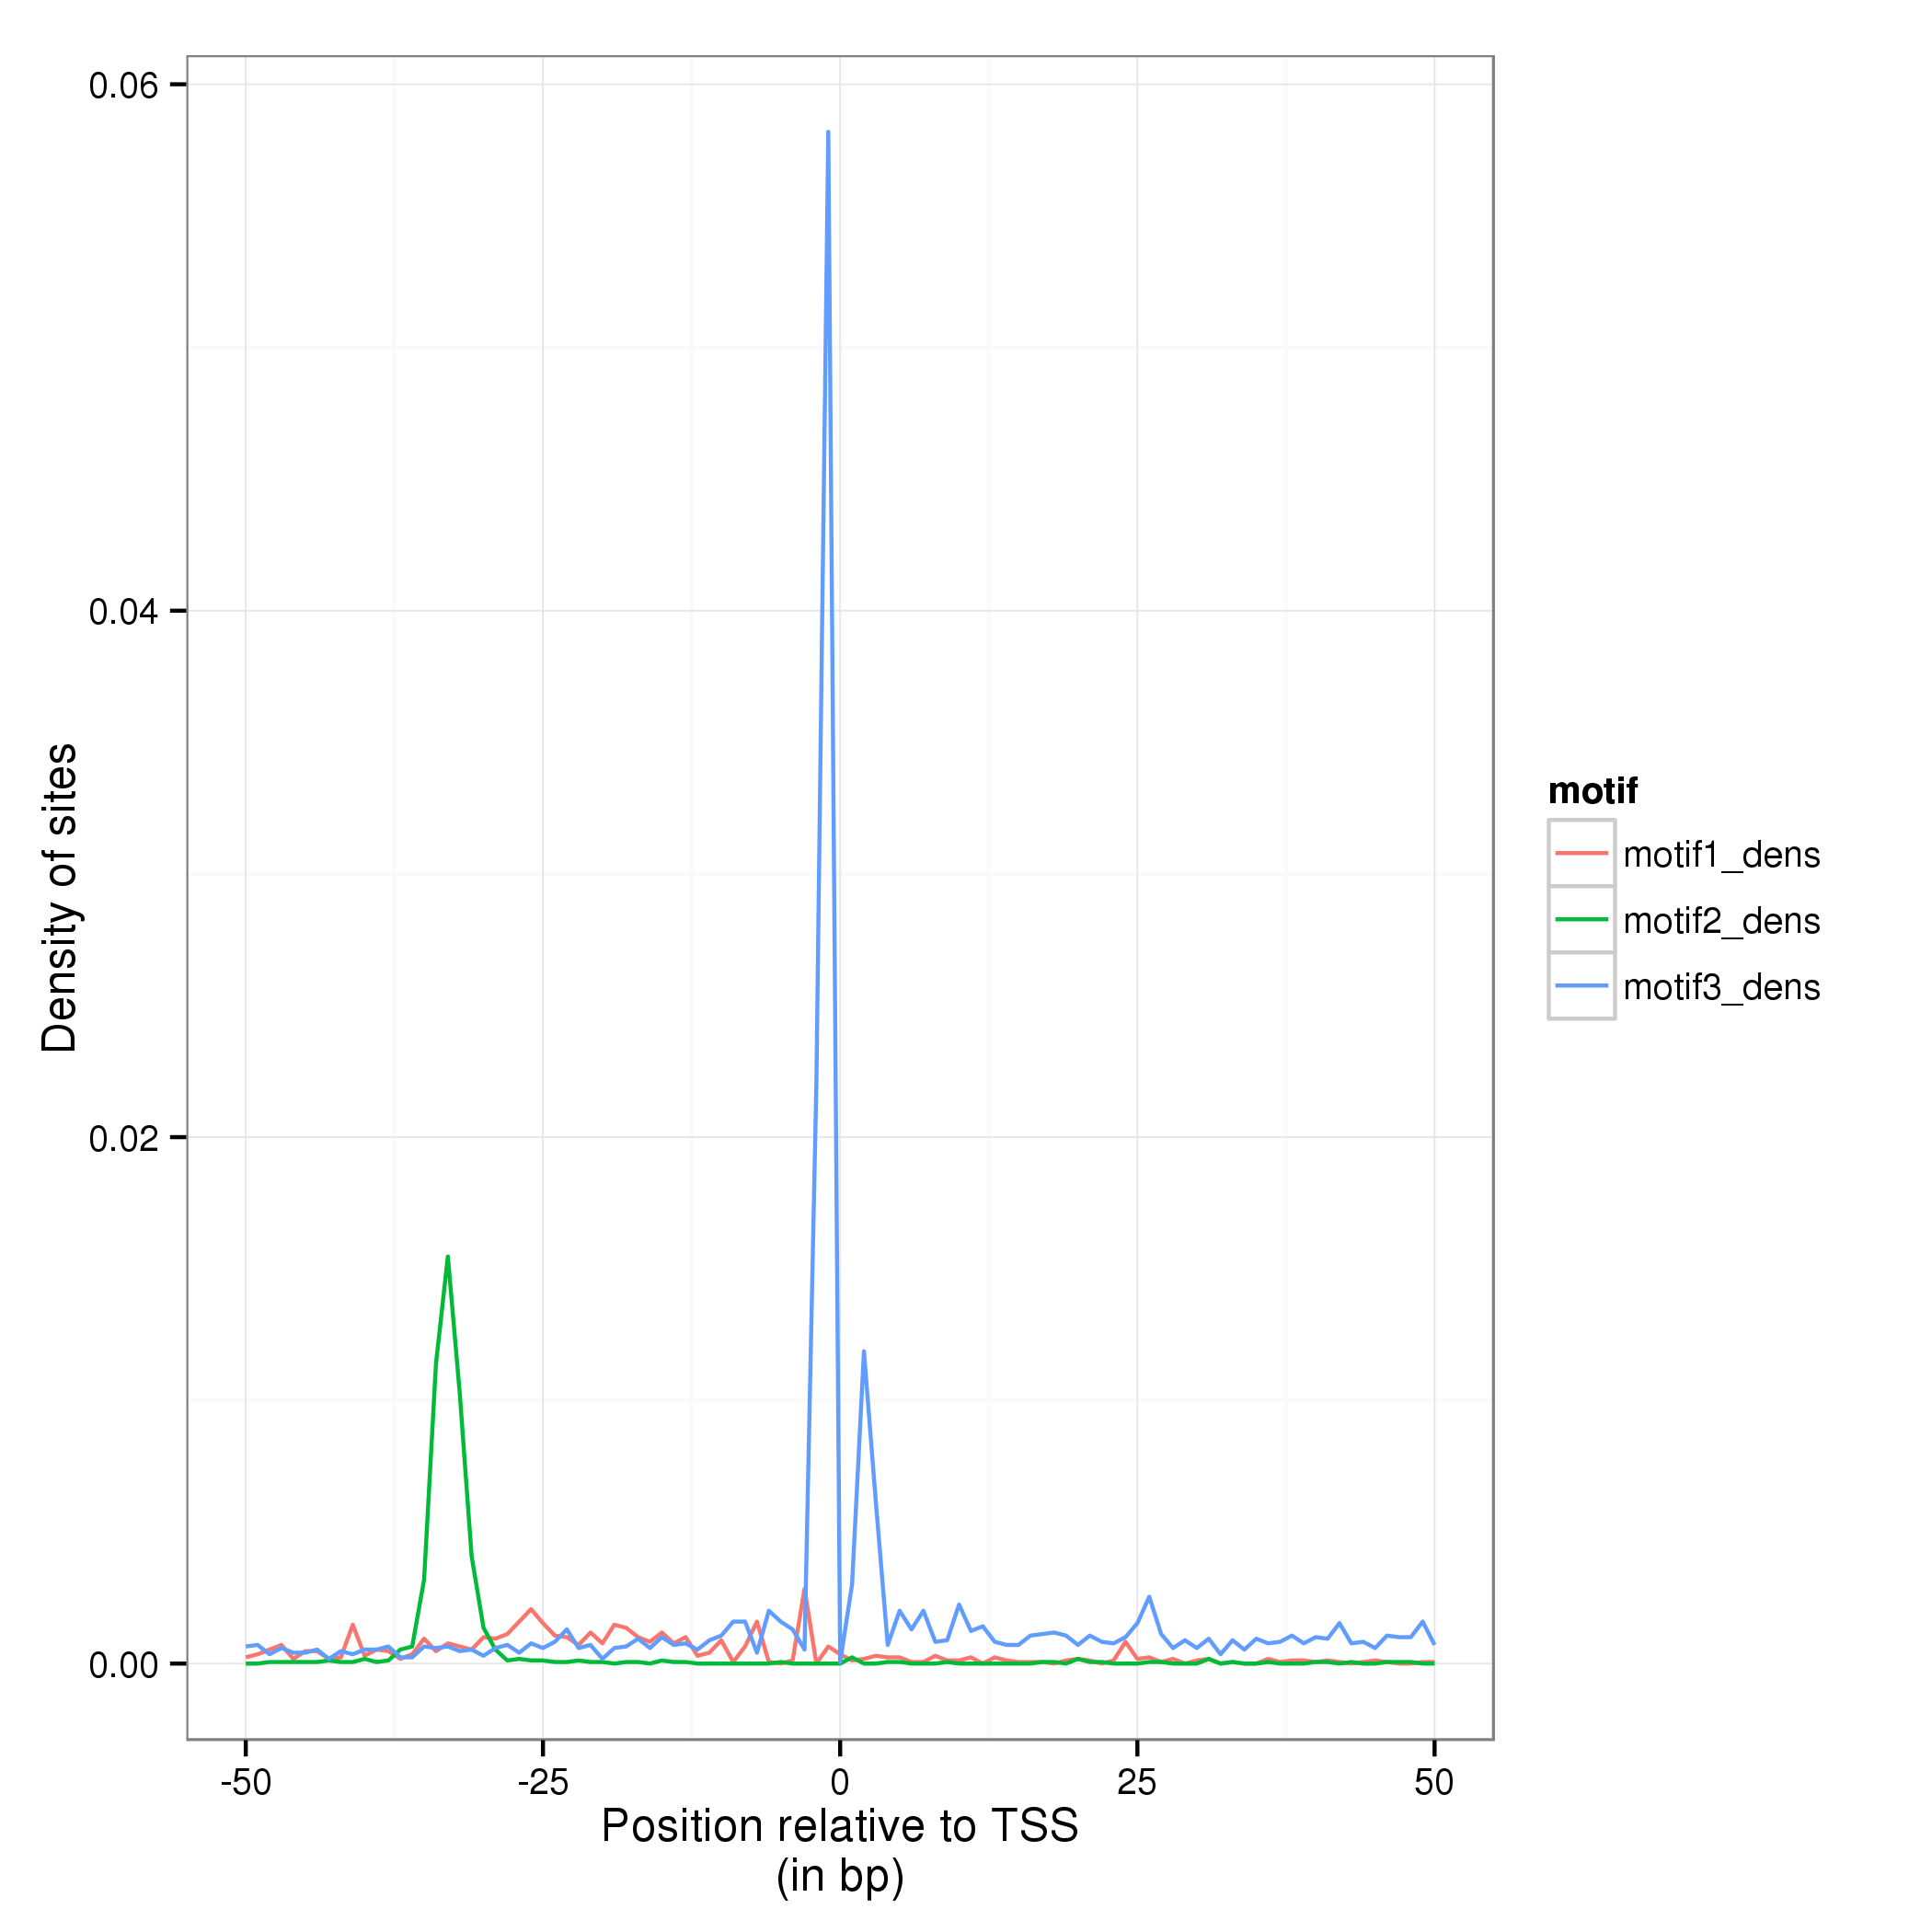 0.06
0.04
0.02
0.00
Density of sites
-50
-25
0
25
50
Position relative to TSS
(in bp)
motif
motif1_dens
motif2_dens
motif3_dens